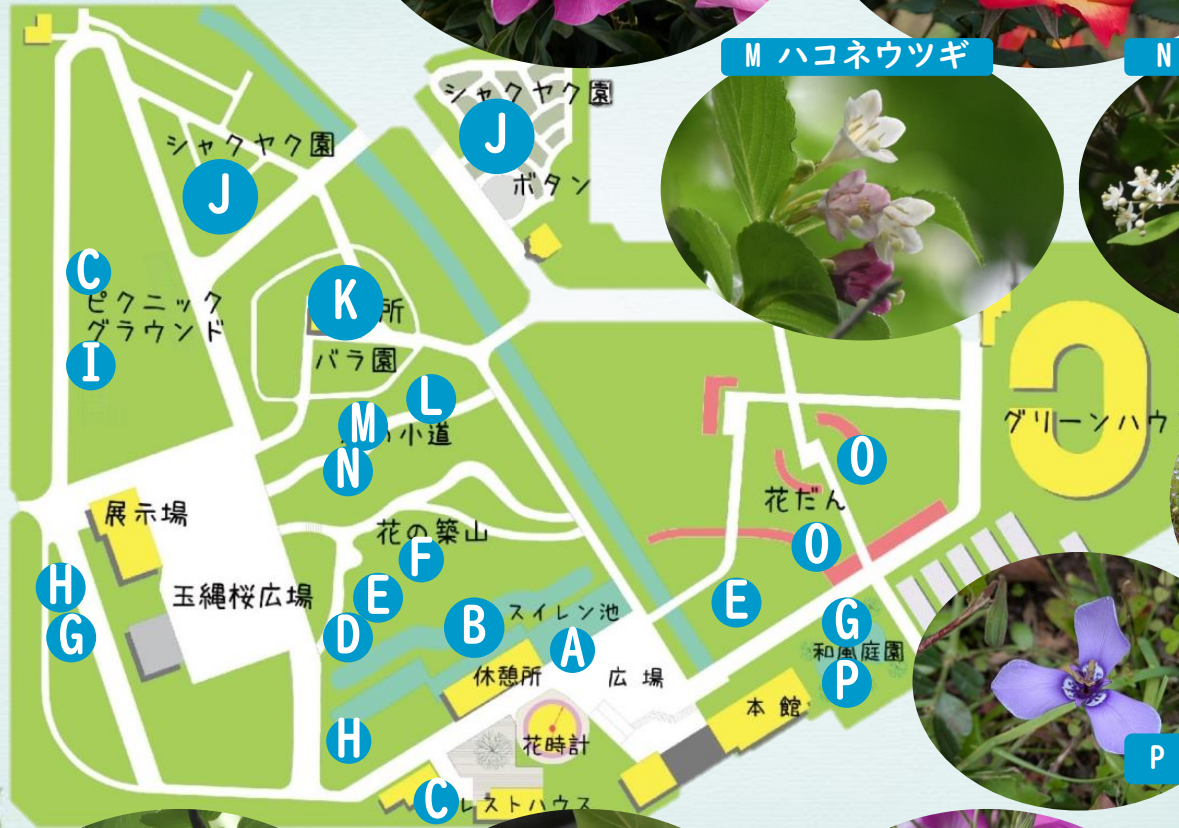 M ハコネウツギ
N
シャクヤク園
J
ボタン
シャクヤク園
J
C
ピクニック
グラウンド
I
K
所
バラ園
L
M
小道
N
グリーンハウ
O
花だん
O
展示場
花の築山
F
H
G
玉縄桜広場
E
D
B
スイレン池
A
E
G
和風庭園
P
休憩所
広場
本館
H
花時計
C
レストハウス
P